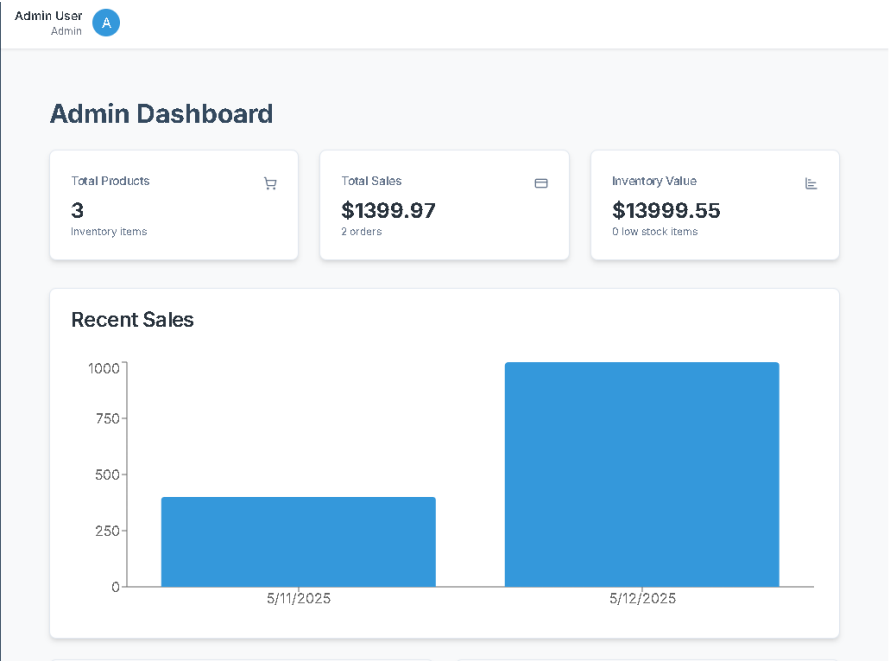 Admin User
Admin
A
Admin Dashboard
Total Products
3
Inventory items
Total Sales
$1399.97
2 orders
Inventory Value
$13999.55
0 low stock items
Recent Sales
1000
750
500
250
0
5/11/2025
5/12/2025